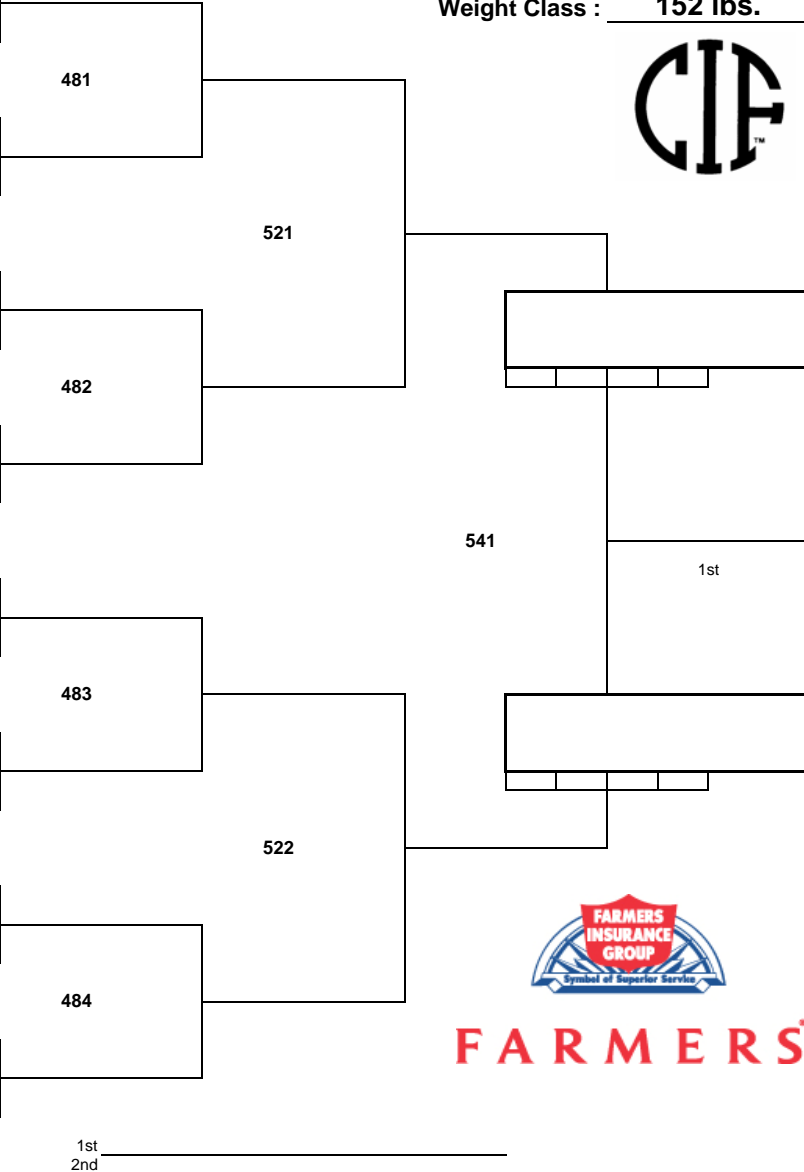 Weight Class : 152 lbs.
CIF™
481
521
482
541
1st
483
522
FARMERS
INSURANCE
GROUP
Symbol of Superior Service
484
FARMERS
1st
2nd